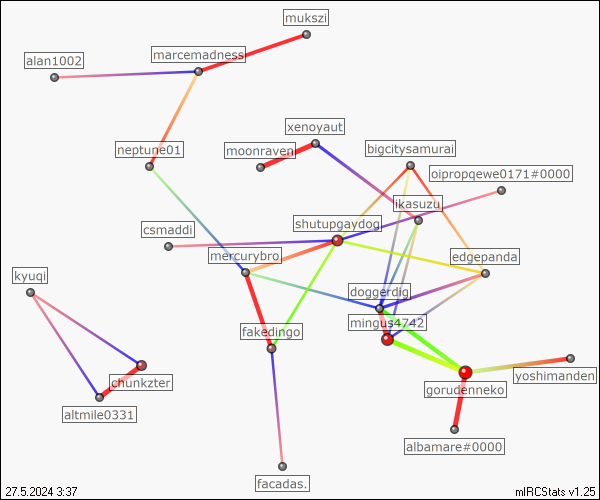 mukszi
marcemadness
alan1002
xenoyaut
neptune01
moonraven
bigcitysamurai
oipropqewe0171#0000
ikasuzu
shutupgaydog
csmaddi
mercurybro.
edgepanda
kyuqi
doggerdig
mingus4742
fakedingo
yoshimanden
chunkzter
gorudenneko
altmile0331
albamare#0000
facadas.
27.5.2024 3:37
mIRCStats v1.25